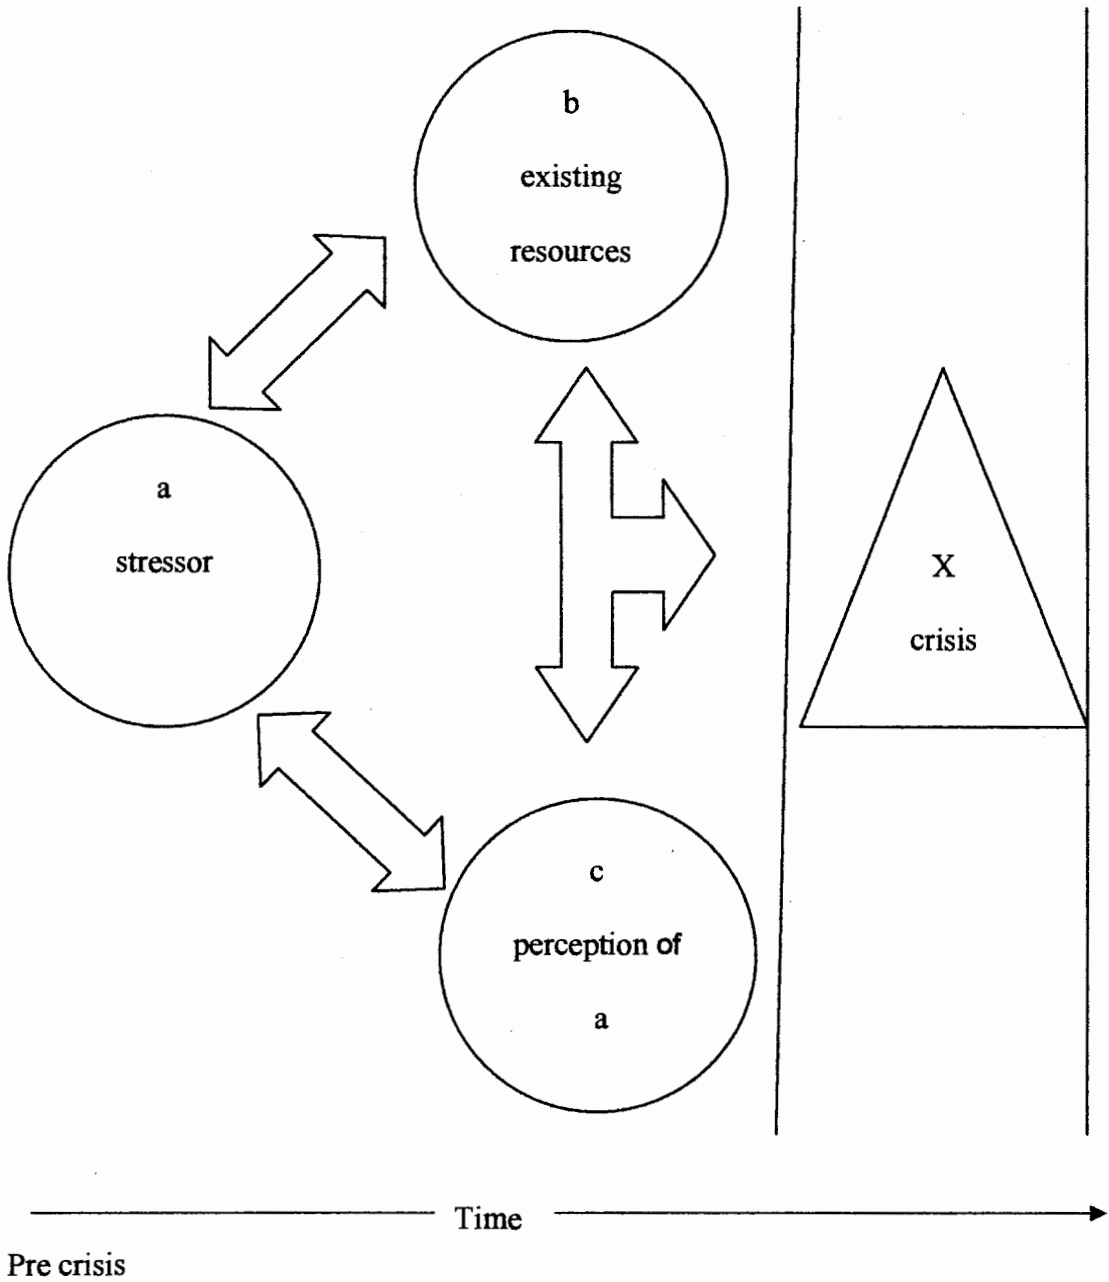 b
existing
resources
a
stressor
X
crisis
c
perception of
a
Time
Pre crisis